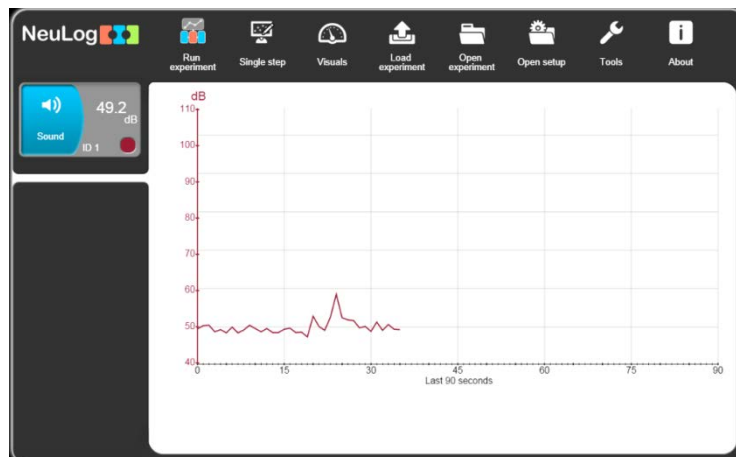 NeuLog
Run
experiment
Single step
Visuals
Load
experiment
Open
experiment
Open setup
Tools
About
49.2
dB
Sound
ID 1
dB
110
100
90
80
70
60
50
40
0 15 30 45 60 75 90
Last 90 seconds